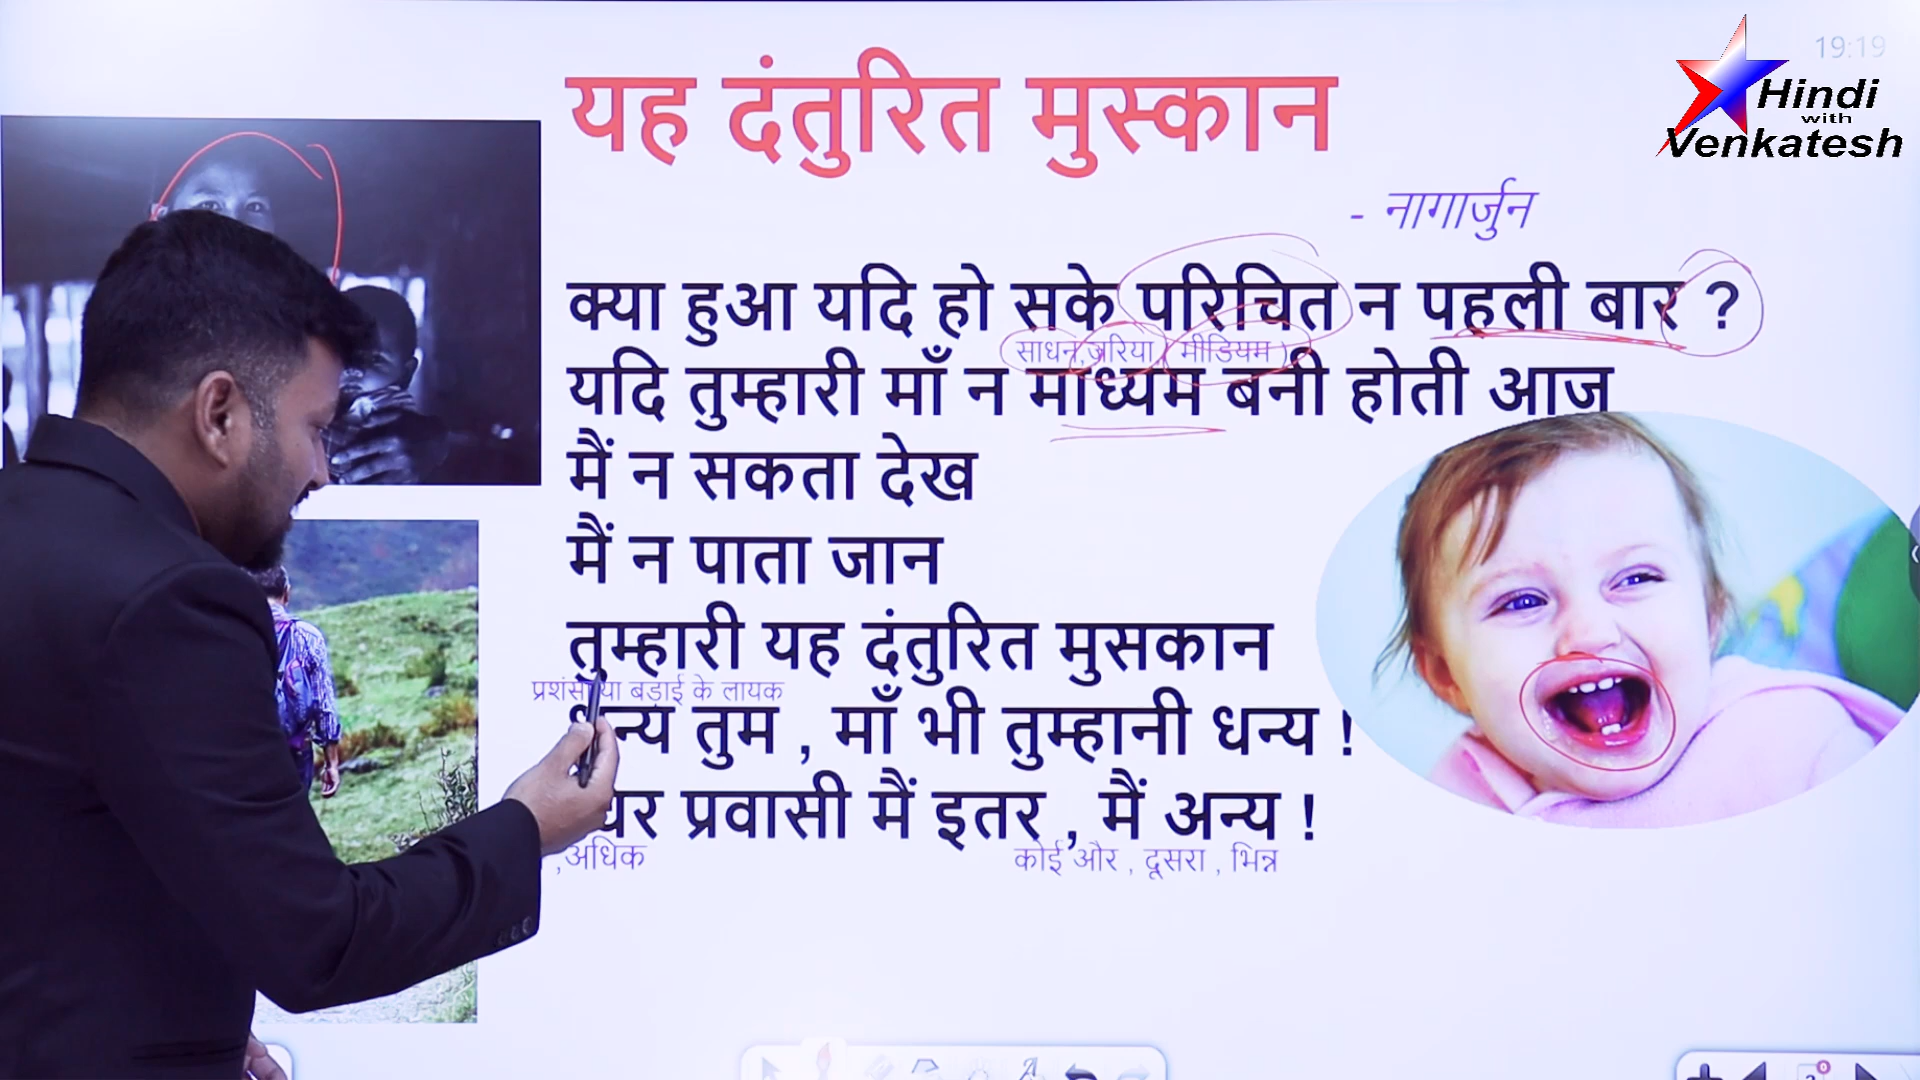 19:19
Hindi
with
Venkatesh
यह दंतुरित मुस्कान
- नागार्जुन
क्या हुआ यदि हो सके परिचित न पहली बार ?
साधन,जरिया ( मीडियम )
यदि तुम्हारी माँ न माध्यम बनी होती आज
मैं न सकता देख
मैं न पाता जान
तुम्हारी यह दंतुरित मुसकान
प्रशंसा या बड़ाई के लायक
धन्य तुम , माँ भी तुम्हानी धन्य !
प्रवासी मैं इतर , मैं अन्य !
,अधिक कोई और , दूसरा , भिन्न